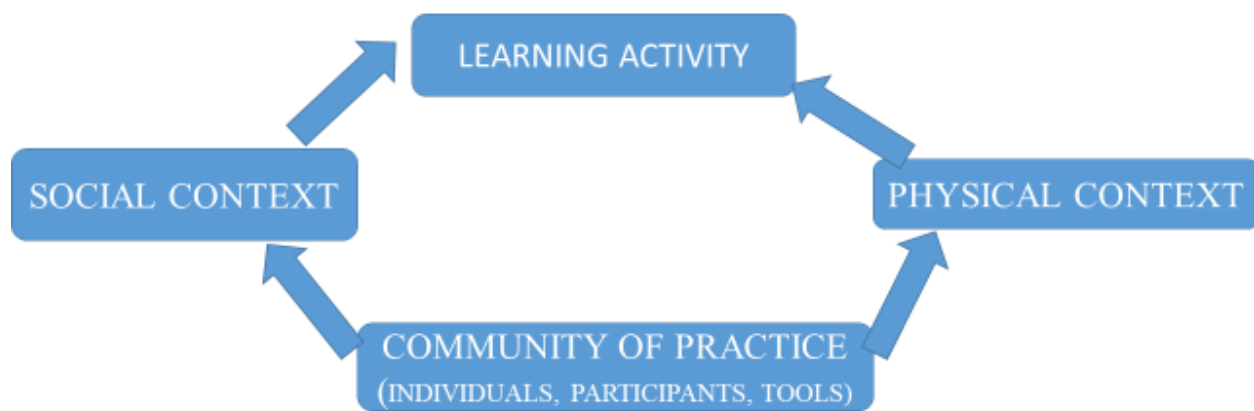 LEARNING ACTIVITY
SOCIAL CONTEXT
PHYSICAL CONTEXT
COMMUNITY OF PRACTICE
(INDIVIDUALS, PARTICIPANTS, TOOLS)